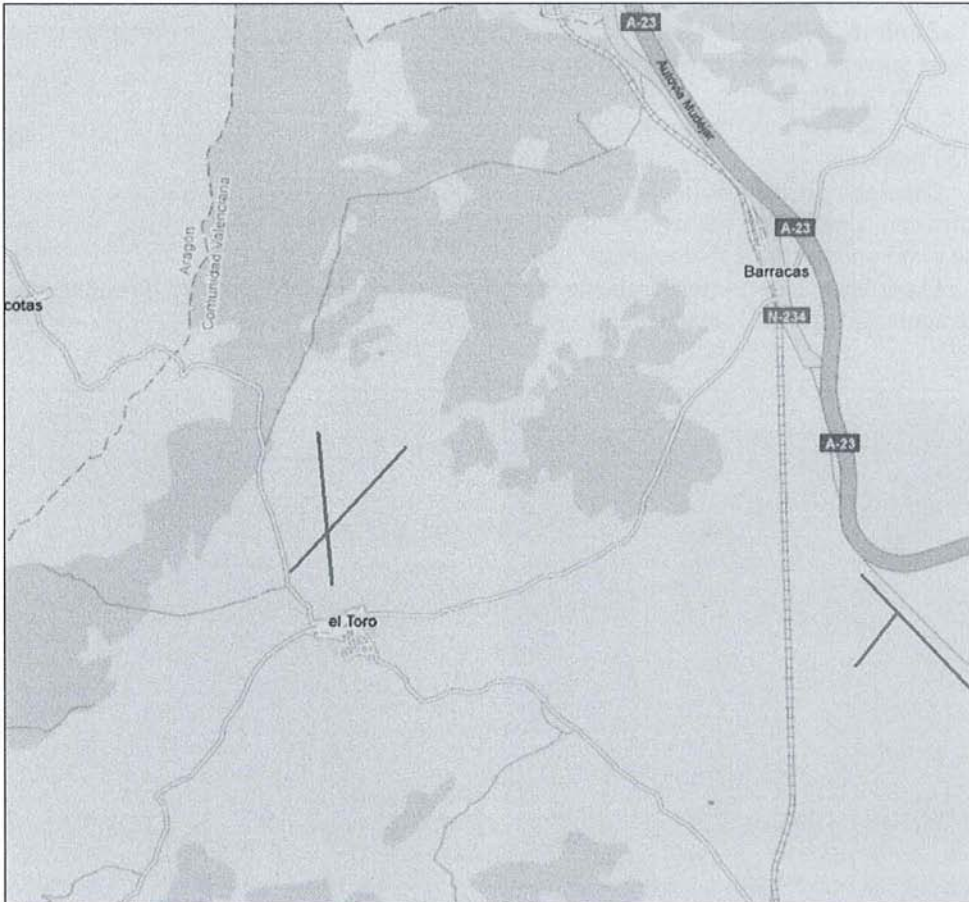 A-23
Autovía Mudéjar
A-23
Aragón
Comunidad Valenciana
Barracas
cotas
N-234
A-23
el Toro